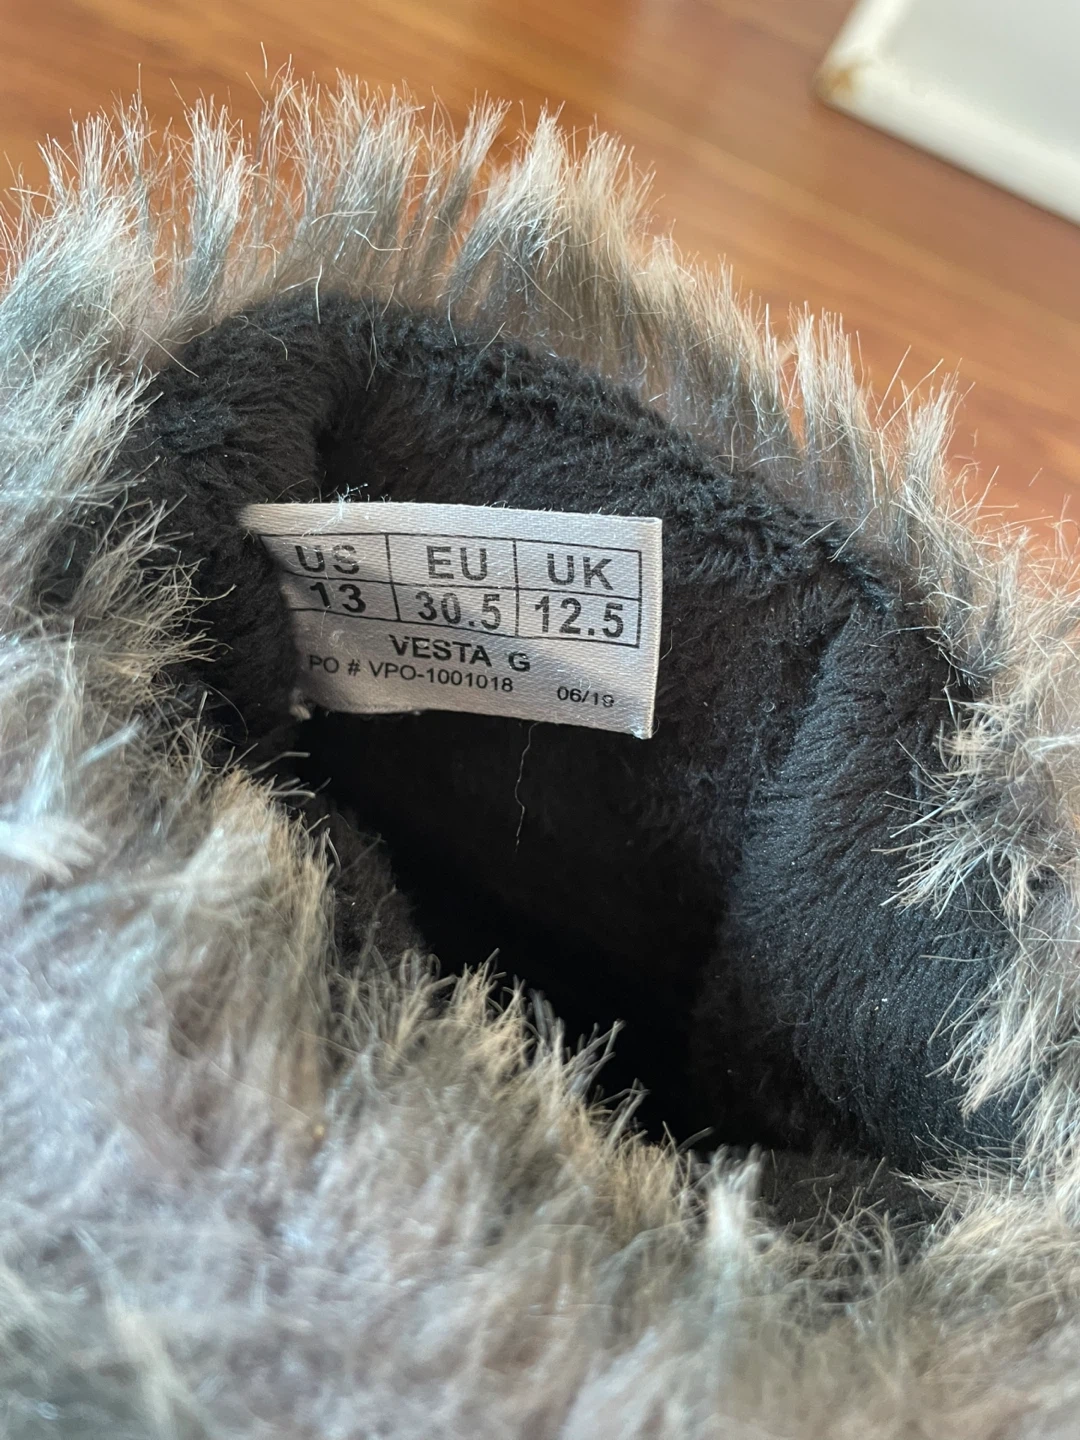 US EU UK
13 30.5 12.5
VESTA G
PO # VPO-1001018 06/19